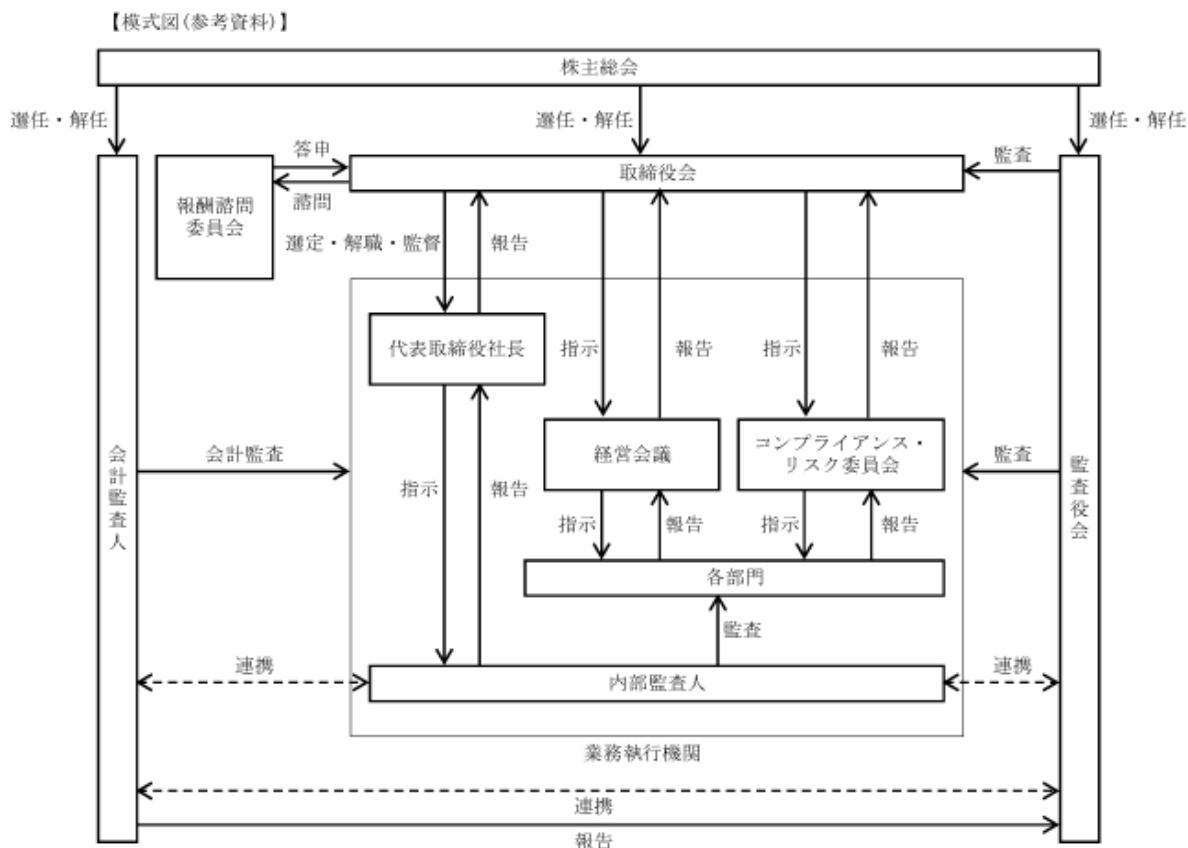 【模式図(参考資料)】
株主総会
選任・解任
選任・解任
選任・解任
答申
取締役会
監査
諮問
報酬諮問
委員会
選定・解職・監督
報告
代表取締役社長
指示
報告
指示
報告
経営会議
コンプライアンス・
リスク委員会
会計監査
監査
会計監査人
監査役会
指示
報告
指示
報告
指示
報告
各部門
監査
連携
連携
内部監査人
業務執行機関
連携
報告